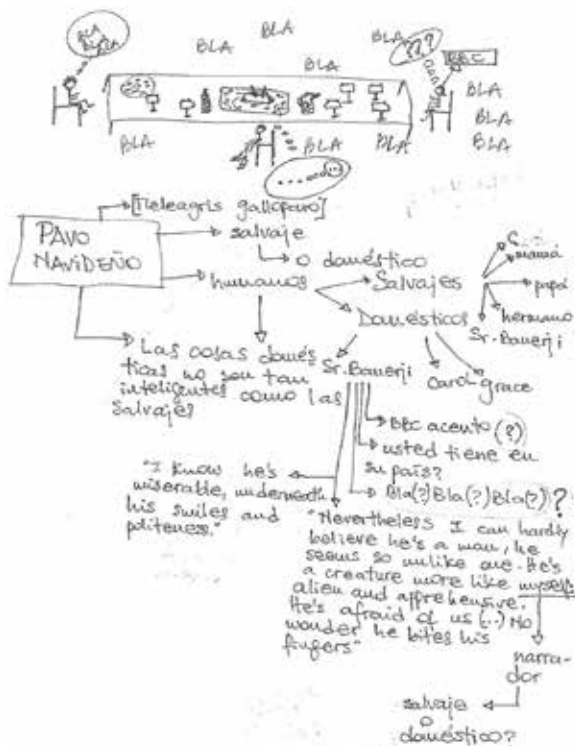 BLA
BLA
BLA
BLA
BLA
BLA
BLA
BBC
BLA
BLA
BLA
BLA
BLA
BLA
BLA
???
[Meleagris gallopavo]
PAVO
NAVIDEÑO
salvaje
o doméstico
humanos
Salvajes
Domésticos
mamá
papá
hermano
Sr. Banerji
Las cosas domés
ticas no son tan
inteligentes como las
salvajes
Sr. Banerji
Carol
grace
BBC acento (?)
usted tiene en
su país?
Bla(?) Bla(?) Bla(?)?
"I know he's
miserable, underneath
his smiles and
politeness."
"Nevertheless I can hardly
believe he's a man, he
seems so unlike one. He's
a creature more like myself:
alien and apprehensive.
He's afraid of us (..) No
wonder he bites his
fingers"
narra-
dor
salvaje
o
doméstico?